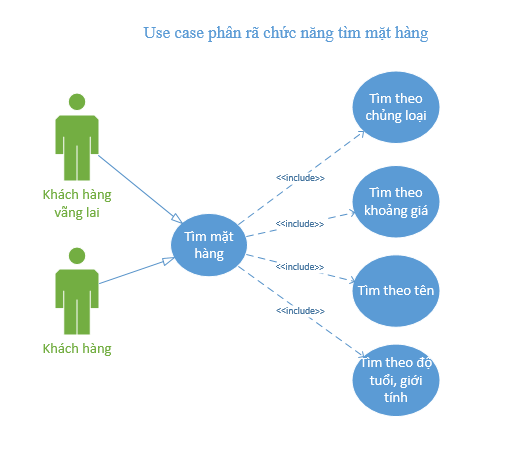 Use case phân rã chức năng tìm mặt hàng
Tìm theo
chủng loại
<<include>>
Khách hàng
vãng lai
Tìm theo
khoảng giá
<<include>>
Tìm mặt
hàng
<<include>>
Tìm theo tên
<<include>>
Khách hàng
Tìm theo độ
tuổi, giới
tính